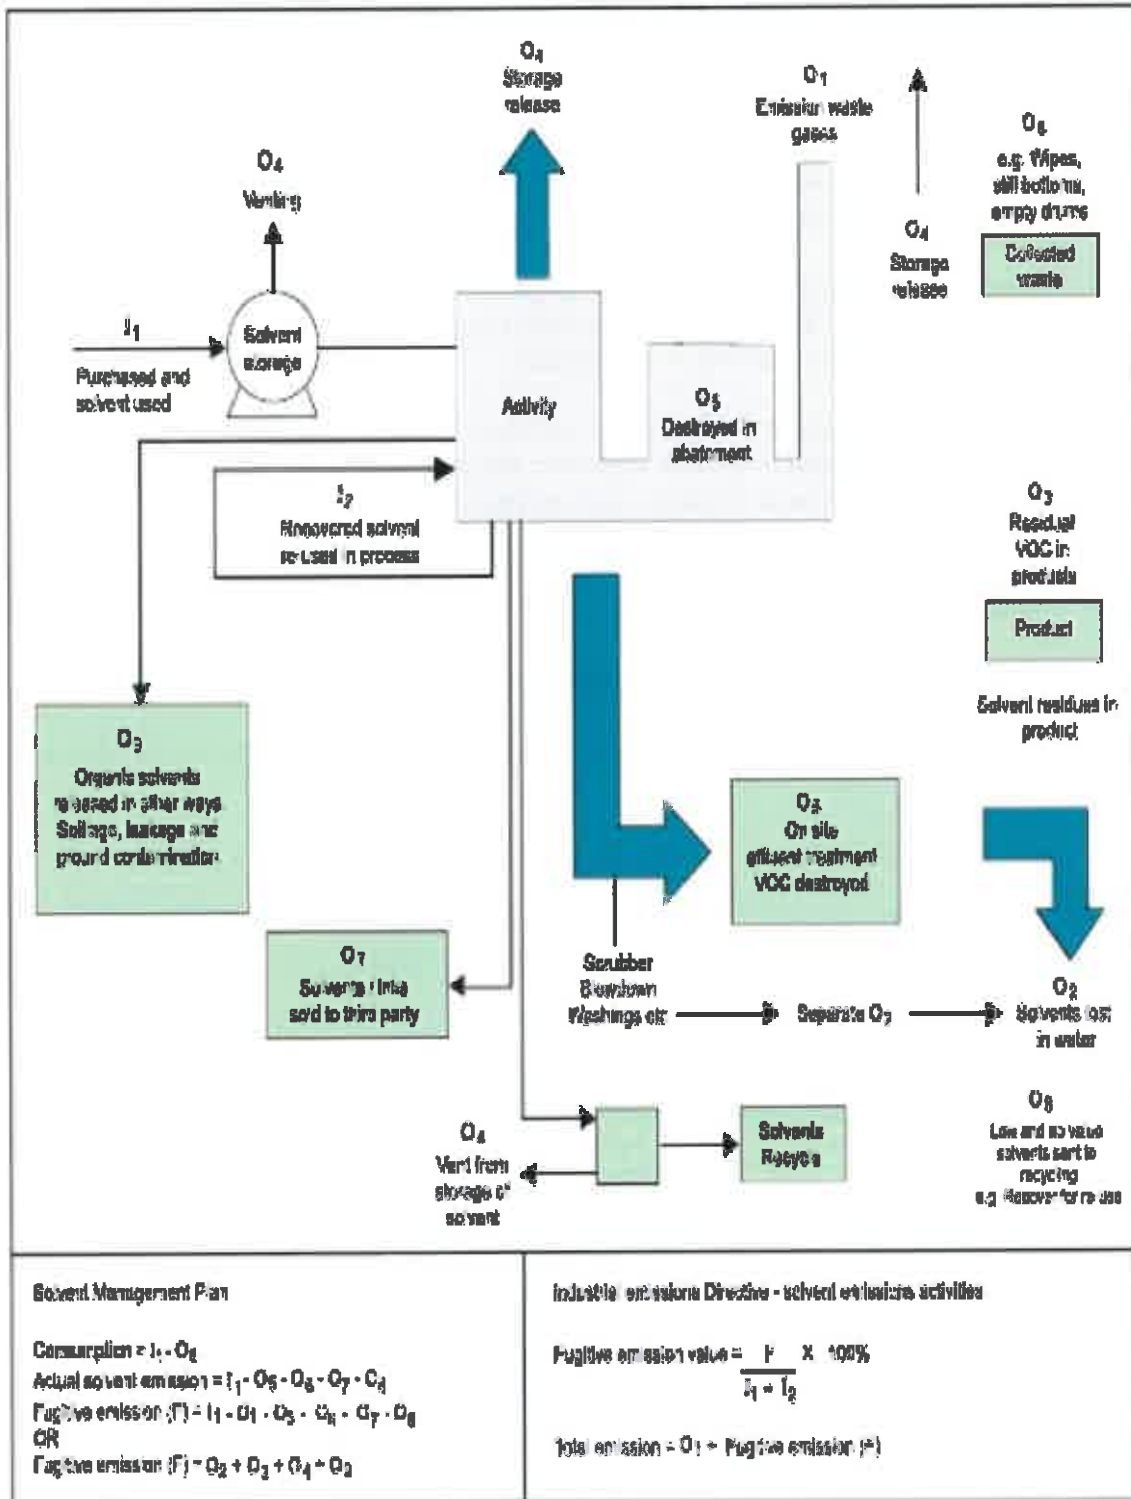 O4
Storage
release
O1
Emission waste
gases
O6
e.g. Wipes,
still bottoms,
empty drums
Collected
waste
O4
Storage
release
O4
Venting
I1
Purchased and
solvent used
Solvent
storage
Activity
O5
Destroyed in
abatement
I2
Recovered solvent
re-used in process
O3
Residual
VOC in
products
Product
Solvent residues in
product
O9
Organic solvents
released in other ways
Spillage, leakage and
ground contamination
O5
On site
effluent treatment
VOC destroyed
O7
Solvents / inks
sold to third party
Scrubber
Blowdown
Washings etc
Separate O2
O2
Solvents lost
in water
O4
Vent from
storage of
solvent
Solvents
Recycle
O8
Low and no value
solvents sent to
recycling
e.g. Recover for re use
Solvent Management Plan
Consumption = I1 - O8
Actual solvent emission = I1 - O5 - O6 - O7 - O8
Fugitive emission (F) = I1 - O1 - O5 - O6 - O7 - O8
OR
Fugitive emission (F) = O2 + O3 + O4 + O9
Industrial emissions Directive - solvent emissions activities
Fugitive emission value = F X 100%
I1 + I2
Total emission = O1 + Fugitive emission (F)